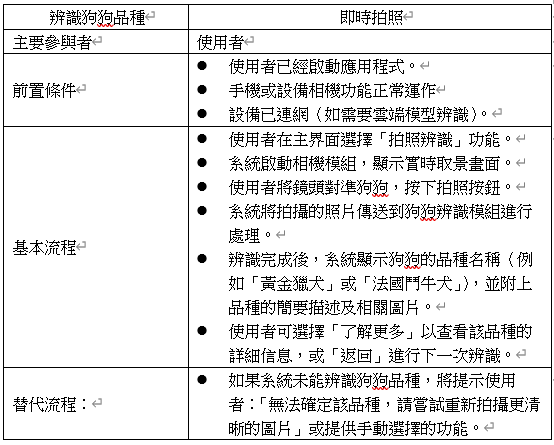 辨識狗狗品種
即時拍照
主要參與者
使用者
前置條件
● 使用者已經啟動應用程式。
● 手機或設備相機功能正常運作
● 設備已連網（如需要雲端模型辨識）。
基本流程
● 使用者在主界面選擇「拍照辨識」功能。
● 系統啟動相機模組，顯示實時取景畫面。
● 使用者將鏡頭對準狗狗，按下拍照按鈕。
● 系統將拍攝的照片傳送到狗狗辨識模組進行
處理。
● 辨識完成後，系統顯示狗狗的品種名稱（例
如「黃金獵犬」或「法國鬥牛犬」），並附上
品種的簡要描述及相關圖片。
● 使用者可選擇「了解更多」以查看該品種的
詳細信息，或「返回」進行下一次辨識。
替代流程：
● 如果系統未能辨識狗狗品種，將提示使用
者：「無法確定該品種，請嘗試重新拍攝更清
晰的圖片」或提供手動選擇的功能。